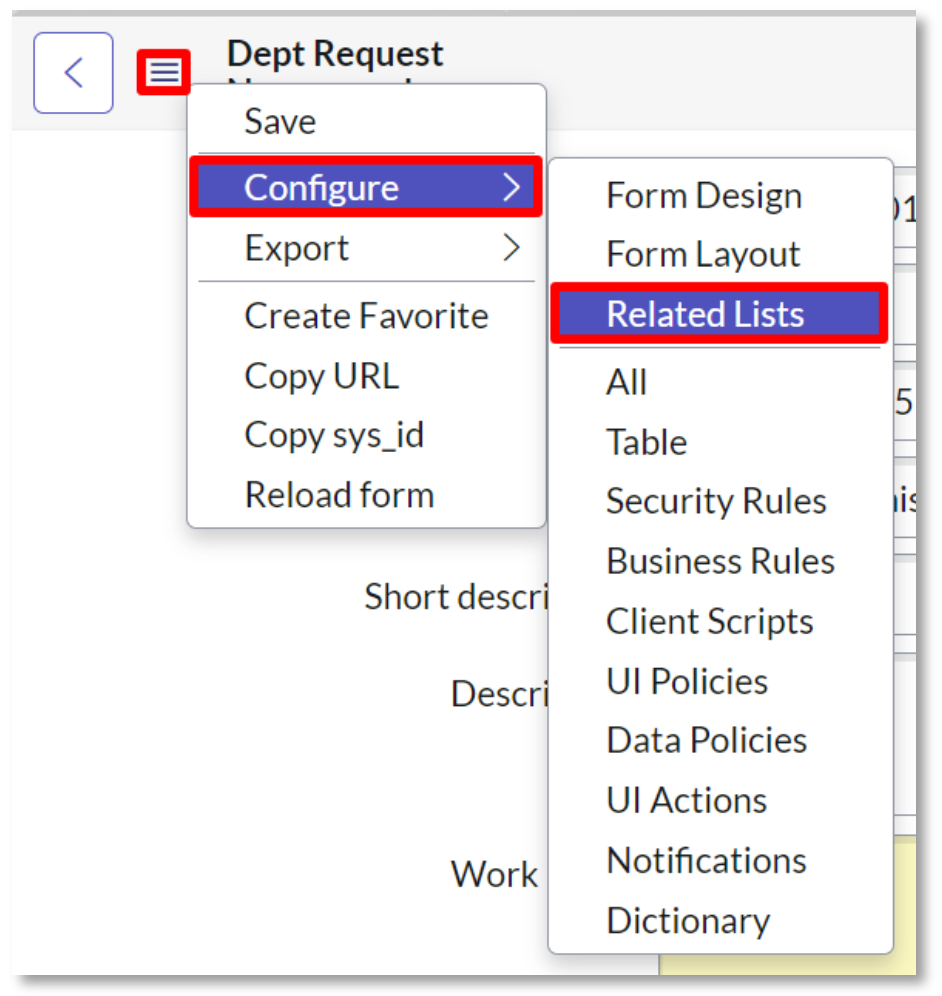 Dept Request
Save
Configure
Export
Create Favorite
Copy URL
Copy sys_id
Reload form
Form Design
Form Layout
Related Lists
All
Table
Security Rules
Business Rules
Client Scripts
UI Policies
Data Policies
UI Actions
Notifications
Dictionary
Short descri
Descri
Work